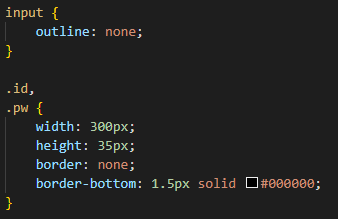 input {
    outline: none;
}

.id,
.pw {
    width: 300px;
    height: 35px;
    border: none;
    border-bottom: 1.5px solid #000000;
}